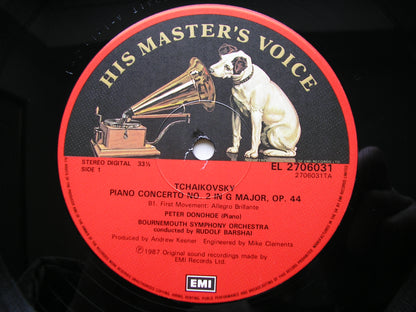 HIS MASTER'S VOICE
STEREO DIGITAL 33⅓
SIDE 1
EL 2706031
2706031TA
TCHAIKOVSKY
PIANO CONCERTO NO. 2 IN G MAJOR, OP. 44
B1. First Movement: Allegro Brillante
PETER DONOHOE (Piano)
BOURNEMOUTH SYMPHONY ORCHESTRA
conducted by RUDOLF BARSHAI
Produced by Andrew Keener Engineered by Mike Clements
℗ 1987 Original sound recordings made by
EMI Records Ltd.
EMI